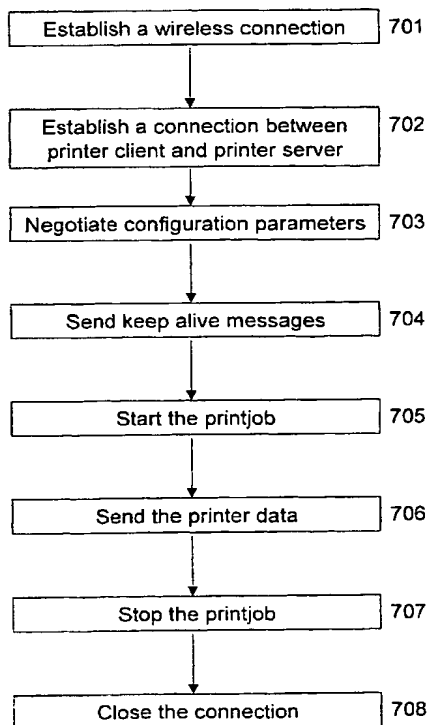 Establish a wireless connection 701
Establish a connection between 702
printer client and printer server
Negotiate configuration parameters 703
Send keep alive messages 704
Start the printjob 705
Send the printer data 706
Stop the printjob 707
Close the connection 708